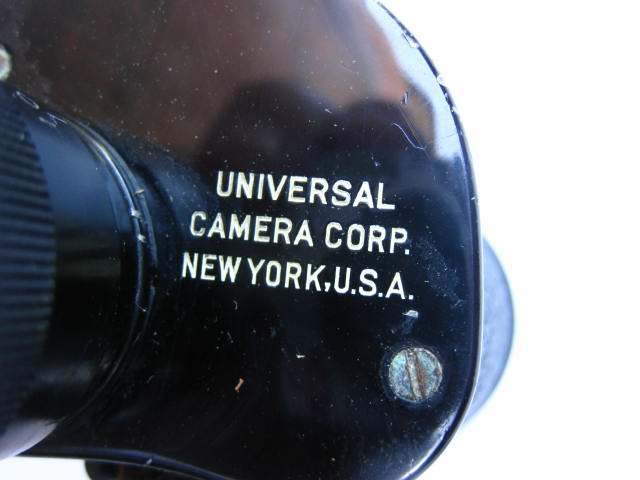 UNIVERSAL
CAMERA CORP.
NEW YORK, U.S.A.